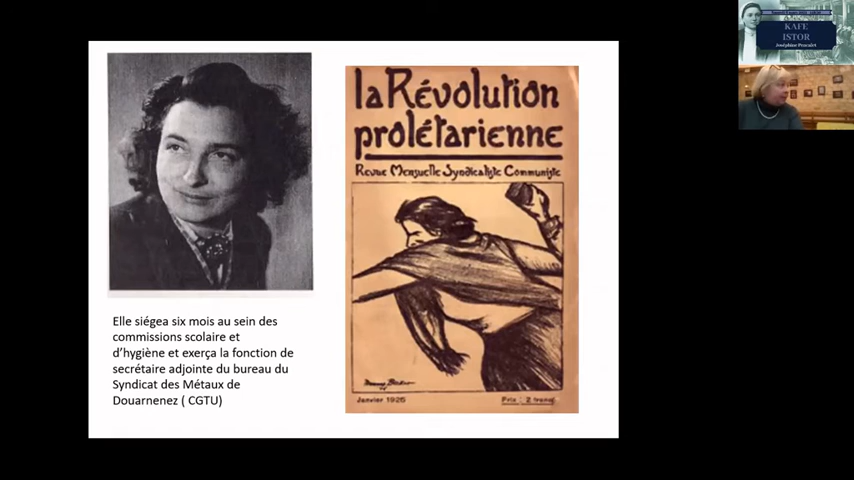 KAFE
ISTOR
Joséphine Pencalet
la Révolution
prolétarienne
Revue Mensuelle Syndicaliste Communiste
Elle siégea six mois au sein des
commissions scolaire et
d'hygiène et exerça la fonction de
secrétaire adjointe du bureau du
Syndicat des Métaux de
Douarnenez ( CGTU)
Janvier 1925
Prix : 2 francs